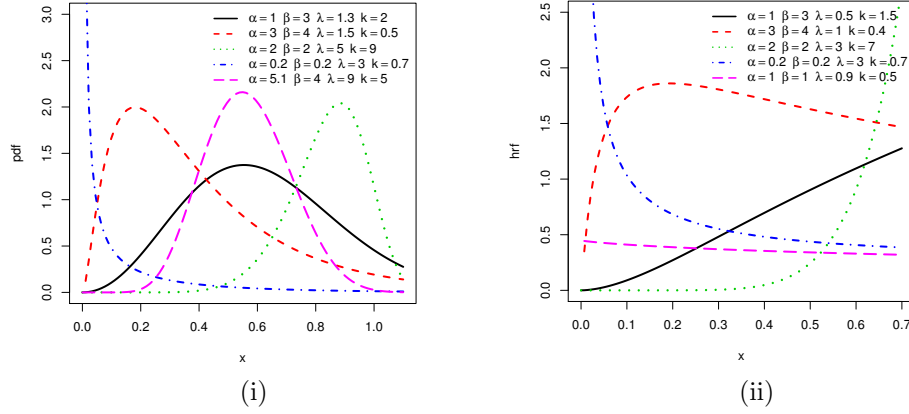 α=1 β=3 λ=1.3 k=2
α=3 β=4 λ=1.5 k=0.5
α=2 β=2 λ=5 k=9
α=0.2 β=0.2 λ=3 k=0.7
α=5.1 β=4 λ=9 k=5
pdf
0.0 0.5 1.0 1.5 2.0 2.5 3.0
0.0 0.2 0.4 0.6 0.8 1.0
x
(i)
α=1 β=3 λ=0.5 k=1.5
α=3 β=4 λ=1 k=0.4
α=2 β=2 λ=3 k=7
α=0.2 β=0.2 λ=3 k=0.7
α=1 β=1 λ=0.9 k=0.5
hrf
0.0 0.5 1.0 1.5 2.0 2.5
0.0 0.1 0.2 0.3 0.4 0.5 0.6 0.7
x
(ii)